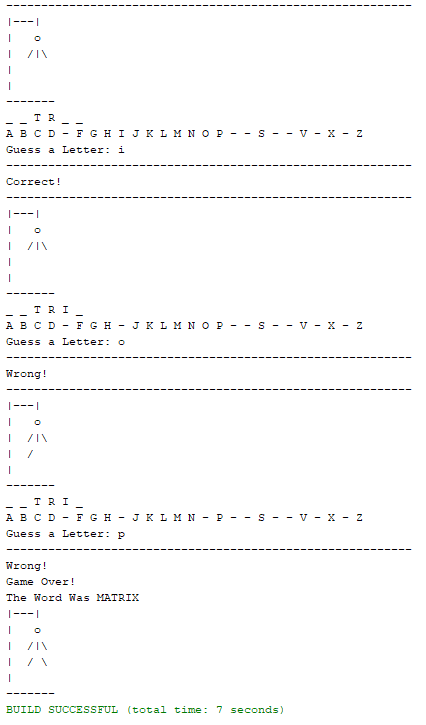 ----------------------------------------------------------
|---|
|   o
|  /|\
|
|
-------
_ _ T R _ _
A B C D - F G H I J K L M N O P - - S - - V - X - Z
Guess a Letter: i
----------------------------------------------------------
Correct!
----------------------------------------------------------
|---|
|   o
|  /|\
|
|
-------
_ _ T R I _
A B C D - F G H - J K L M N O P - - S - - V - X - Z
Guess a Letter: o
----------------------------------------------------------
Wrong!
----------------------------------------------------------
|---|
|   o
|  /|\
|  /
|
-------
_ _ T R I _
A B C D - F G H - J K L M N - P - - S - - V - X - Z
Guess a Letter: p
----------------------------------------------------------
Wrong!
Game Over!
The Word Was MATRIX
|---|
|   o
|  /|\
|  / \
|
-------
BUILD SUCCESSFUL (total time: 7 seconds)